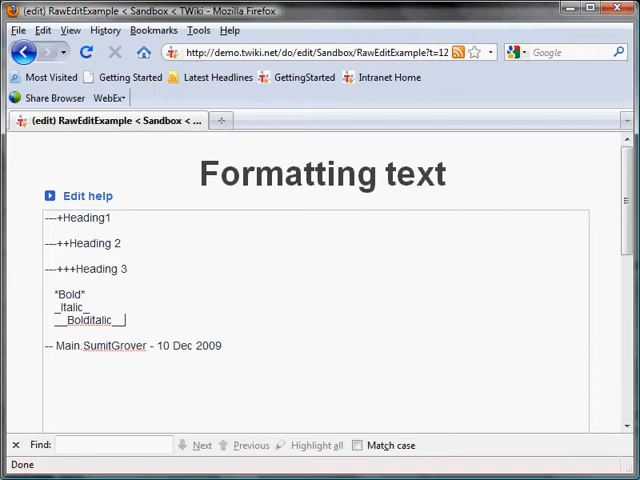 (edit) RawEditExample < Sandbox < TWiki - Mozilla Firefox
File Edit View History Bookmarks Tools Help
http://demo.twiki.net/do/edit/Sandbox/RawEditExample?t=12
Google
Most Visited Getting Started Latest Headlines GettingStarted Intranet Home
Share Browser WebEx
(edit) RawEditExample < Sandbox < ...
Formatting text
Edit help
---+Heading1
---++Heading 2
---+++Heading 3
*Bold*
_Italic_
__Bolditalic__
-- Main.SumitGrover - 10 Dec 2009
Find: Next Previous Highlight all Match case
Done